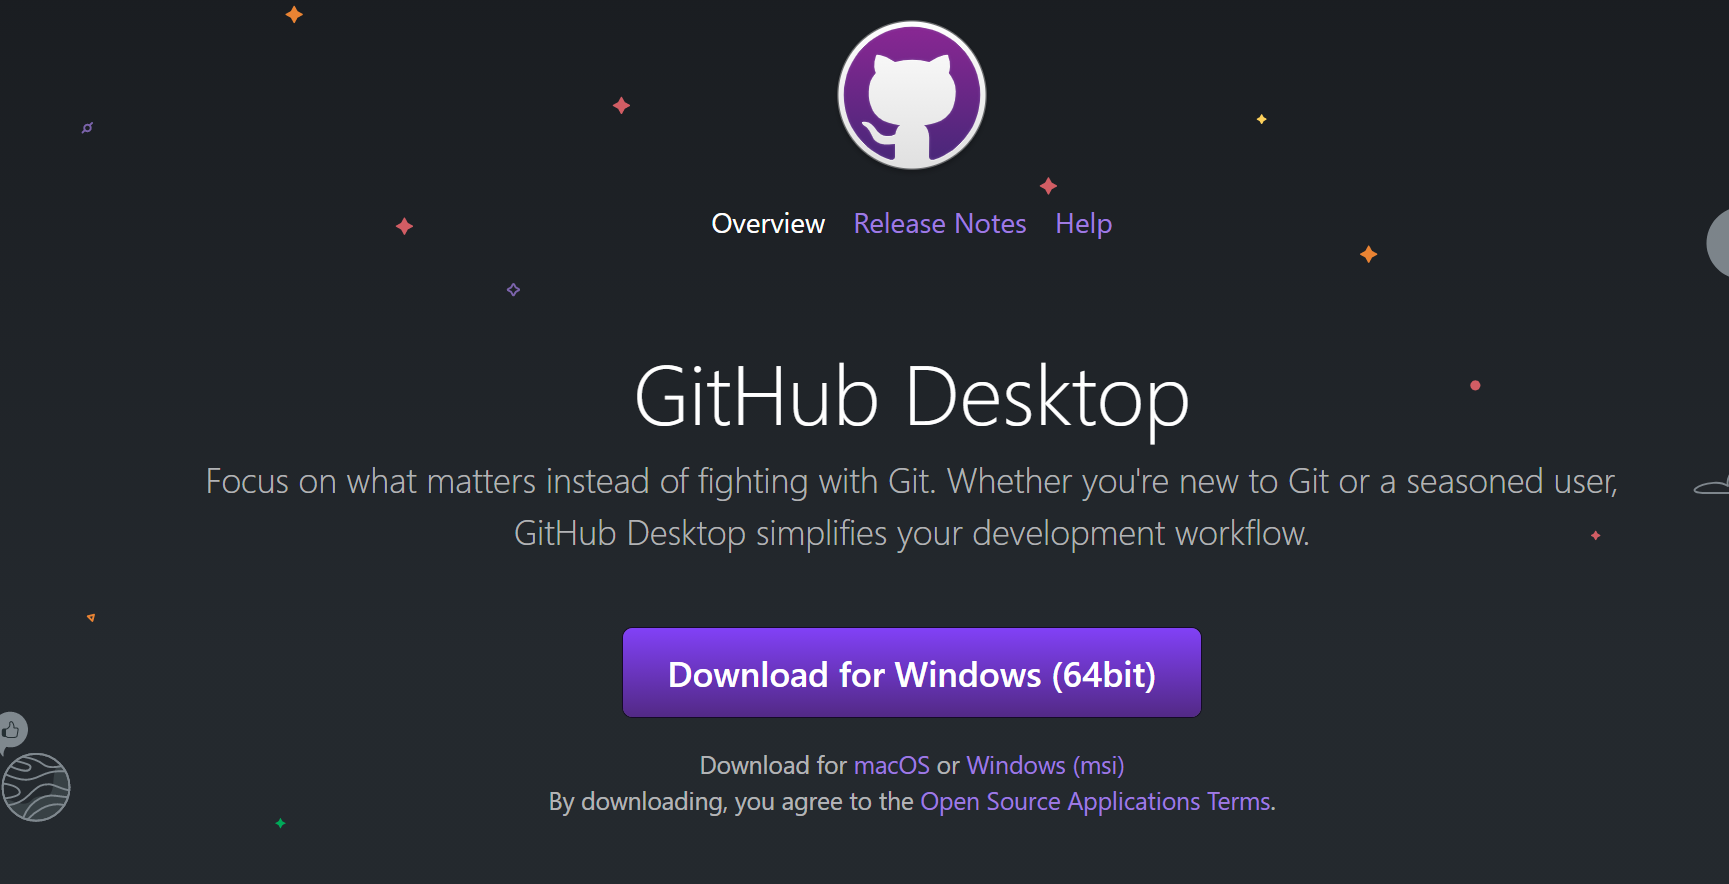 Overview Release Notes Help
GitHub Desktop
Focus on what matters instead of fighting with Git. Whether you're new to Git or a seasoned user,
GitHub Desktop simplifies your development workflow.
Download for Windows (64bit)
Download for macOS or Windows (msi)
By downloading, you agree to the Open Source Applications Terms.